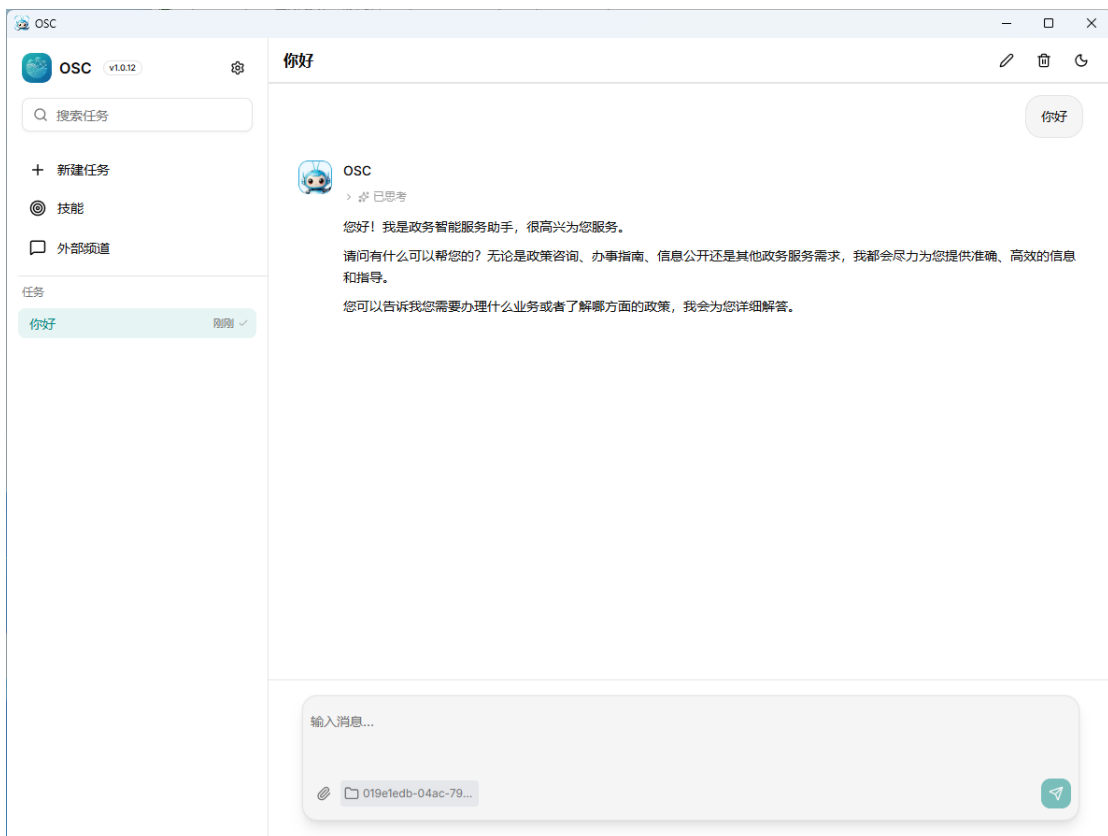 OSC
OSC v1.0.12
搜索任务
新建任务
技能
外部频道
任务
你好 刚刚
你好
你好
OSC
已思考
您好！我是政务智能服务助手，很高兴为您服务。
请问有什么可以帮您的？无论是政策咨询、办事指南、信息公开还是其他政务服务需求，我都会尽力为您提供准确、高效的信息
和指导。
您可以告诉我您需要办理什么业务或者了解哪方面的政策，我会为您详细解答。
输入消息...
019e1edb-04ac-79...